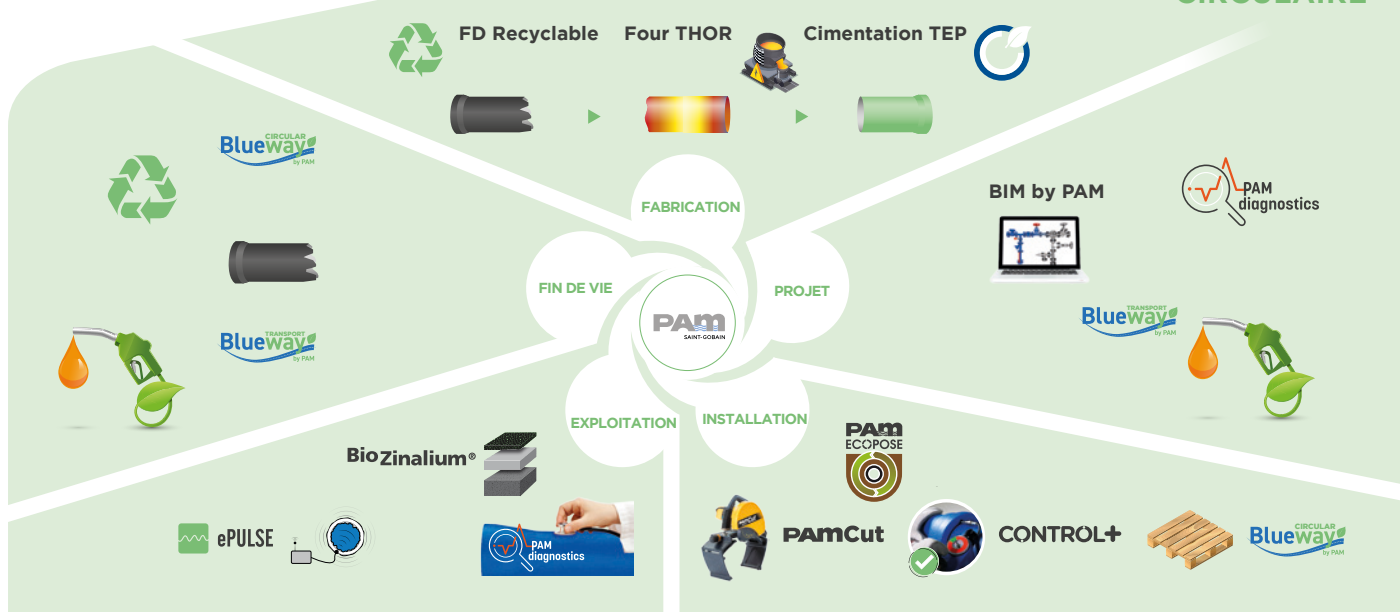 CIRCULAIRE
FD Recyclable
Four THOR
Cimentation TEP
CIRCULAR
Blueway
by PAM
BIM by PAM
PAM
diagnostics
FABRICATION
FIN DE VIE
PROJET
PAM
SAINT-GOBAIN
TRANSPORT
Blueway
by PAM
TRANSPORT
Blueway
by PAM
EXPLOITATION
INSTALLATION
BioZinalium®
PAM
ECOPOSE
ePULSE
PAM
diagnostics
PAMCut
CONTROL+
CIRCULAR
Blueway
by PAM